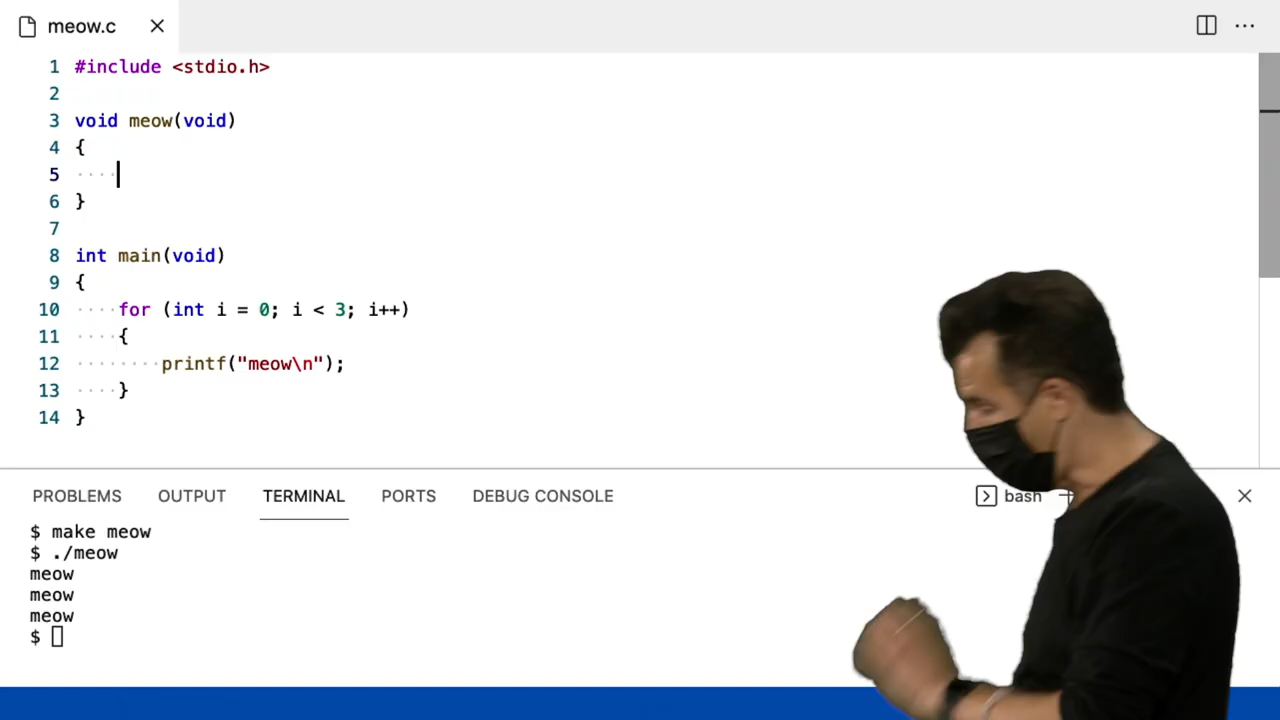 meow.c
1 #include <stdio.h>
2
3 void meow(void)
4 {
5
6 }
7
8 int main(void)
9 {
10 for (int i = 0; i < 3; i++)
11 {
12 printf("meow\n");
13 }
14 }
PROBLEMS OUTPUT TERMINAL PORTS DEBUG CONSOLE bash
$ make meow
$ ./meow
meow
meow
meow
$